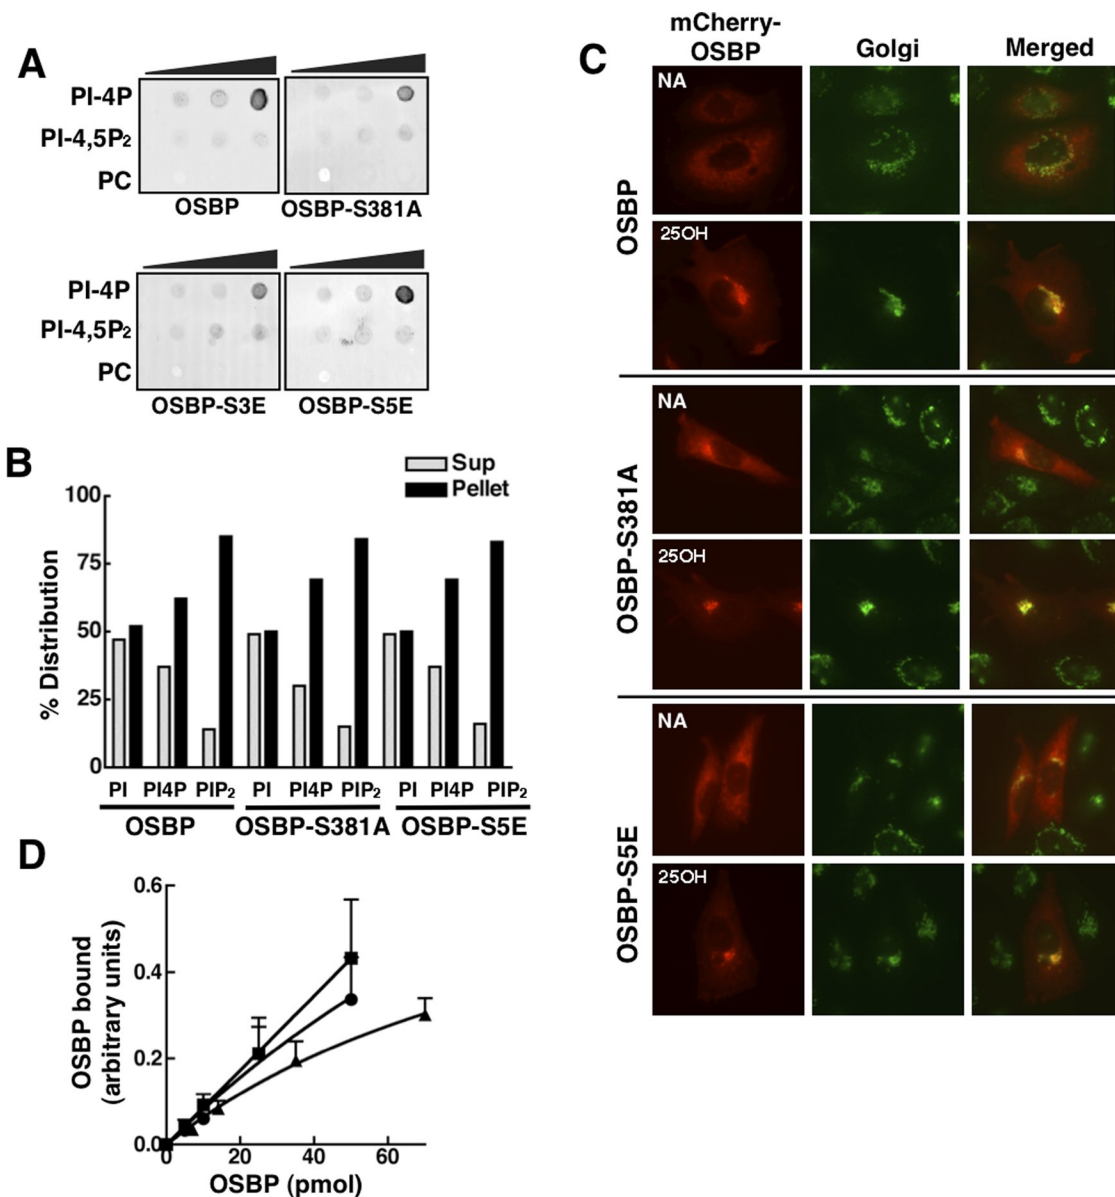 A
PI-4P
PI-4,5P₂
PC
OSBP OSBP-S381A
PI-4P
PI-4,5P₂
PC
OSBP-S3E OSBP-S5E
B
Sup
Pellet
100
75
50
25
0
% Distribution
PI PI4P PIP₂ PI PI4P PIP₂ PI PI4P PIP₂
OSBP OSBP-S381A OSBP-S5E
D
0.6
0.4
0.2
0.0
OSBP bound
(arbitrary units)
0 20 40 60
OSBP (pmol)
C
mCherry-
OSBP Golgi Merged
OSBP
NA
25OH
OSBP-S381A
NA
25OH
OSBP-S5E
NA
25OH